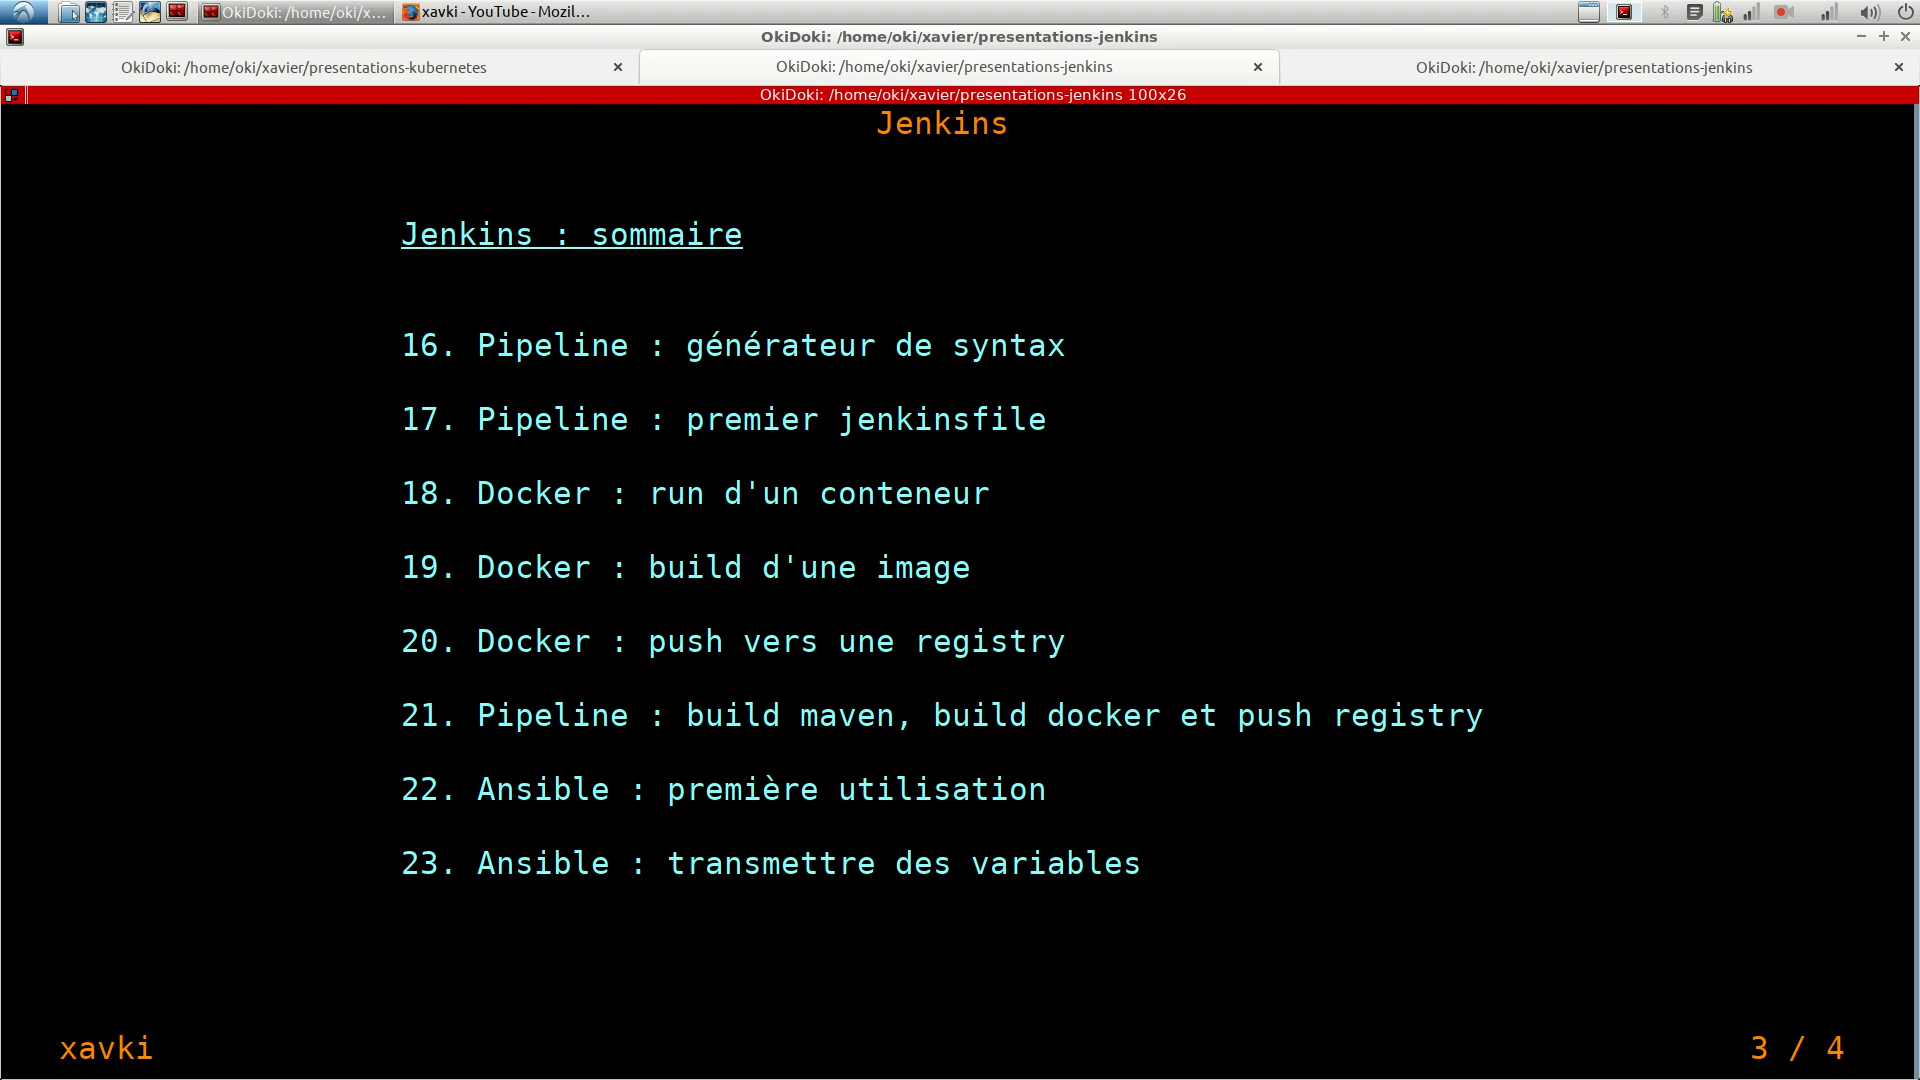 OkiDoki: /home/oki/x...
xavki - YouTube - Mozil...
OkiDoki: /home/oki/xavier/presentations-jenkins
OkiDoki: /home/oki/xavier/presentations-kubernetes
OkiDoki: /home/oki/xavier/presentations-jenkins
OkiDoki: /home/oki/xavier/presentations-jenkins
OkiDoki: /home/oki/xavier/presentations-jenkins 100x26
Jenkins
Jenkins : sommaire
16. Pipeline : générateur de syntax
17. Pipeline : premier jenkinsfile
18. Docker : run d'un conteneur
19. Docker : build d'une image
20. Docker : push vers une registry
21. Pipeline : build maven, build docker et push registry
22. Ansible : première utilisation
23. Ansible : transmettre des variables
xavki
3 / 4